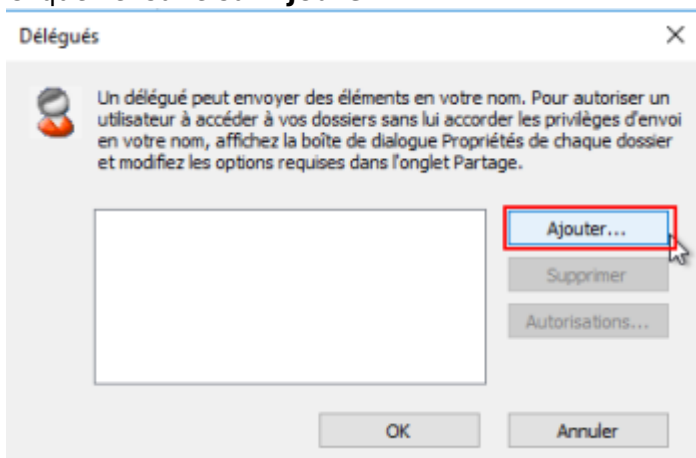 Délégués
Un délégué peut envoyer des éléments en votre nom. Pour autoriser un
utilisateur à accéder à vos dossiers sans lui accorder les privilèges d'envoi
en votre nom, affichez la boîte de dialogue Propriétés de chaque dossier
et modifiez les options requises dans l'onglet Partage.
Ajouter...
Supprimer
Autorisations...
OK
Annuler